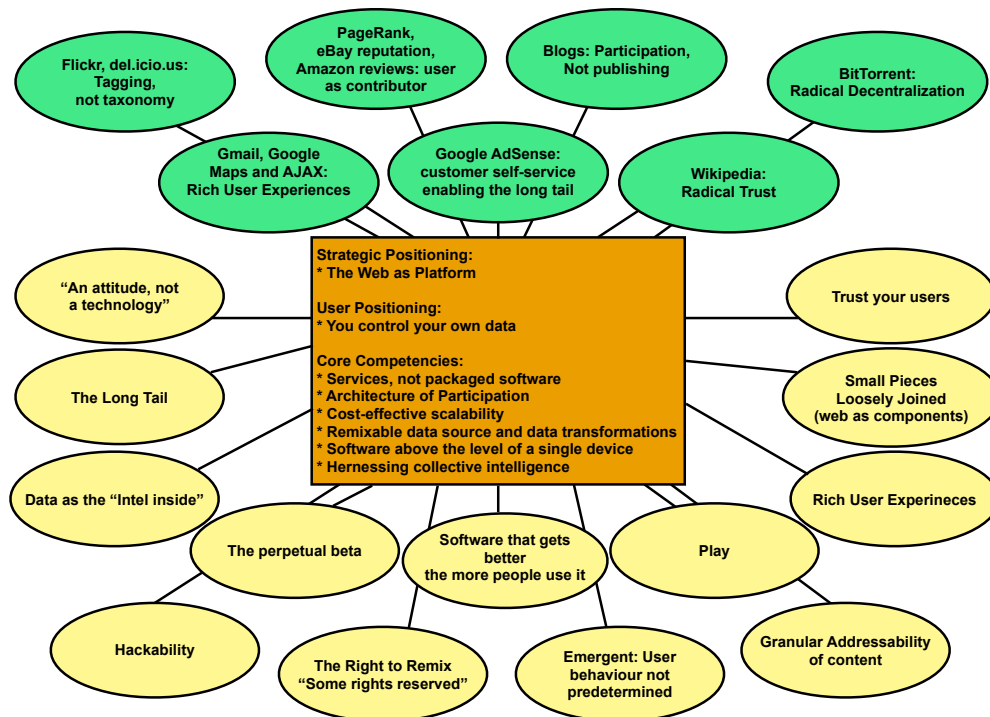 Flickr, del.icio.us:
Tagging,
not taxonomy
PageRank,
eBay reputation,
Amazon reviews: user
as contributor
Blogs: Participation,
Not publishing
BitTorrent:
Radical Decentralization
Gmail, Google
Maps and AJAX:
Rich User Experiences
Google AdSense:
customer self-service
enabling the long tail
Wikipedia:
Radical Trust
Strategic Positioning:
* The Web as Platform
User Positioning:
* You control your own data
Core Competencies:
* Services, not packaged software
* Architecture of Participation
* Cost-effective scalability
* Remixable data source and data transformations
* Software above the level of a single device
* Hernessing collective intelligence
“An attitude, not
a technology”
Trust your users
The Long Tail
Small Pieces
Loosely Joined
(web as components)
Data as the “Intel inside”
Rich User Experineces
The perpetual beta
Software that gets
better
the more people use it
Play
Hackability
The Right to Remix
“Some rights reserved”
Emergent: User
behaviour not
predetermined
Granular Addressability
of content